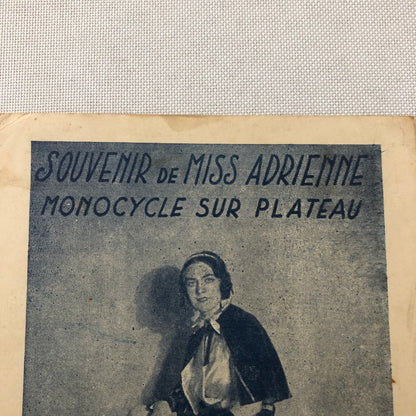 SOUVENIR DE MISS ADRIENNE
MONOCYCLE SUR PLATEAU